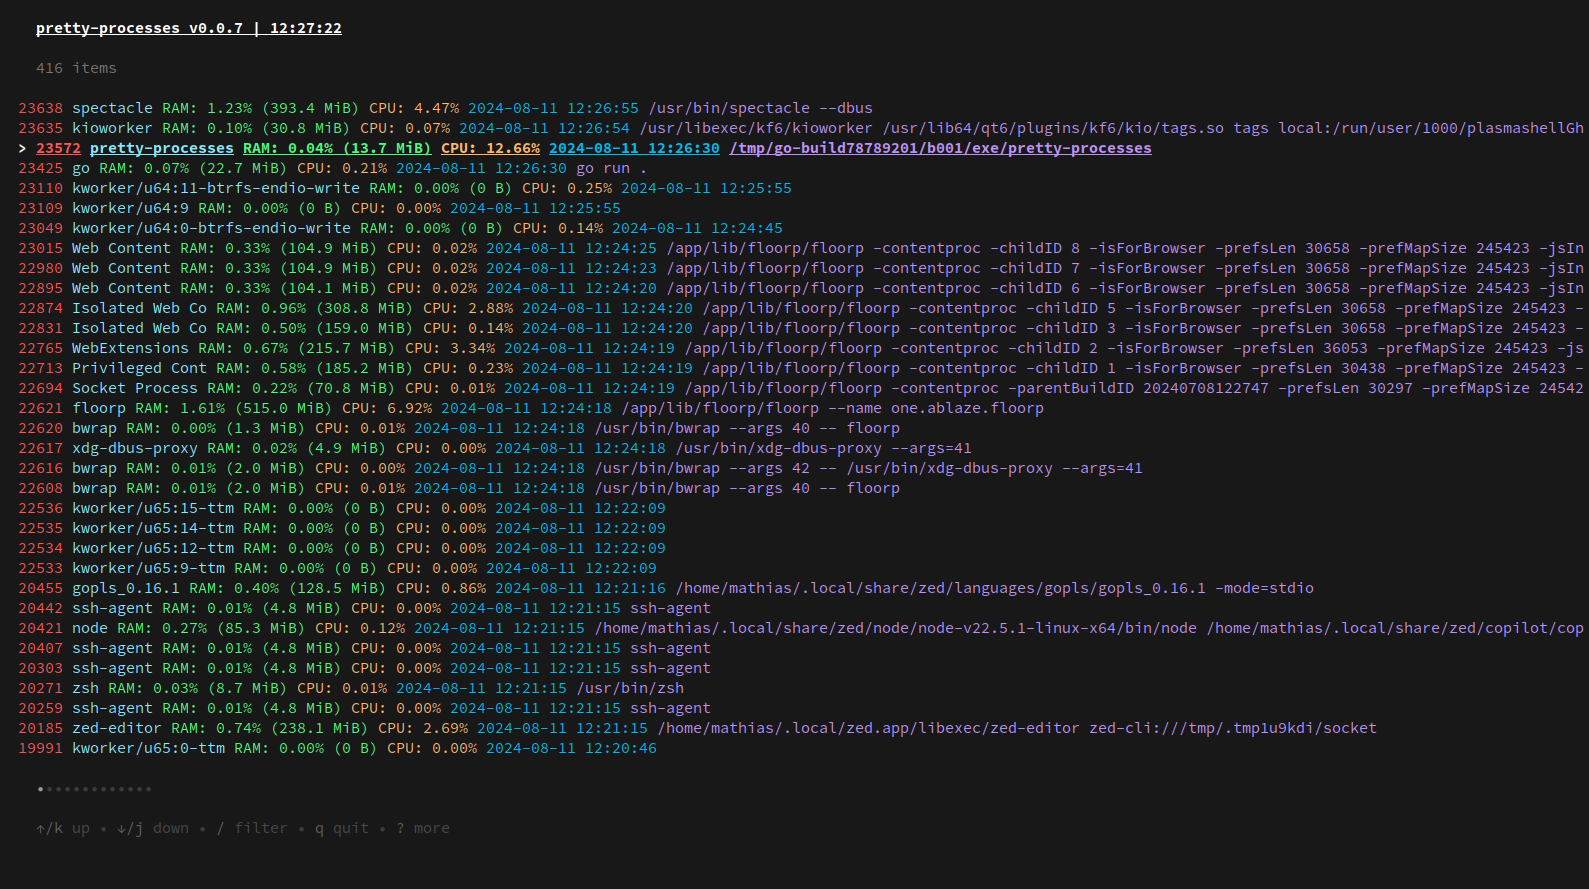 pretty-processes v0.0.7 | 12:27:22
416 items
23638 spectacle RAM: 1.23% (393.4 MiB) CPU: 4.47% 2024-08-11 12:26:55 /usr/bin/spectacle --dbus
23635 kioworker RAM: 0.10% (30.8 MiB) CPU: 0.07% 2024-08-11 12:26:54 /usr/libexec/kf6/kioworker /usr/lib64/qt6/plugins/kf6/kio/tags.so tags local:/run/user/1000/plasmashellGh
> 23572 pretty-processes RAM: 0.04% (13.7 MiB) CPU: 12.66% 2024-08-11 12:26:30 /tmp/go-build78789201/b001/exe/pretty-processes
23425 go RAM: 0.07% (22.7 MiB) CPU: 0.21% 2024-08-11 12:26:30 go run .
23110 kworker/u64:11-btrfs-endio-write RAM: 0.00% (0 B) CPU: 0.25% 2024-08-11 12:25:55
23109 kworker/u64:9 RAM: 0.00% (0 B) CPU: 0.00% 2024-08-11 12:25:55
23049 kworker/u64:0-btrfs-endio-write RAM: 0.00% (0 B) CPU: 0.14% 2024-08-11 12:24:45
23015 Web Content RAM: 0.33% (104.9 MiB) CPU: 0.02% 2024-08-11 12:24:25 /app/lib/floorp/floorp -contentproc -childID 8 -isForBrowser -prefsLen 30658 -prefMapSize 245423 -jsIn
22980 Web Content RAM: 0.33% (104.9 MiB) CPU: 0.02% 2024-08-11 12:24:23 /app/lib/floorp/floorp -contentproc -childID 7 -isForBrowser -prefsLen 30658 -prefMapSize 245423 -jsIn
22895 Web Content RAM: 0.33% (104.1 MiB) CPU: 0.02% 2024-08-11 12:24:20 /app/lib/floorp/floorp -contentproc -childID 6 -isForBrowser -prefsLen 30658 -prefMapSize 245423 -jsIn
22874 Isolated Web Co RAM: 0.96% (308.8 MiB) CPU: 2.88% 2024-08-11 12:24:20 /app/lib/floorp/floorp -contentproc -childID 5 -isForBrowser -prefsLen 30658 -prefMapSize 245423 -
22831 Isolated Web Co RAM: 0.50% (159.0 MiB) CPU: 0.14% 2024-08-11 12:24:20 /app/lib/floorp/floorp -contentproc -childID 3 -isForBrowser -prefsLen 30658 -prefMapSize 245423 -
22765 WebExtensions RAM: 0.67% (215.7 MiB) CPU: 3.34% 2024-08-11 12:24:19 /app/lib/floorp/floorp -contentproc -childID 2 -isForBrowser -prefsLen 36053 -prefMapSize 245423 -js
22713 Privileged Cont RAM: 0.58% (185.2 MiB) CPU: 0.23% 2024-08-11 12:24:19 /app/lib/floorp/floorp -contentproc -childID 1 -isForBrowser -prefsLen 30438 -prefMapSize 245423 -
22694 Socket Process RAM: 0.22% (70.8 MiB) CPU: 0.01% 2024-08-11 12:24:19 /app/lib/floorp/floorp -contentproc -parentBuildID 20240708122747 -prefsLen 30297 -prefMapSize 24542
22621 floorp RAM: 1.61% (515.0 MiB) CPU: 6.92% 2024-08-11 12:24:18 /app/lib/floorp/floorp --name one.ablaze.floorp
22620 bwrap RAM: 0.00% (1.3 MiB) CPU: 0.01% 2024-08-11 12:24:18 /usr/bin/bwrap --args 40 -- floorp
22617 xdg-dbus-proxy RAM: 0.02% (4.9 MiB) CPU: 0.00% 2024-08-11 12:24:18 /usr/bin/xdg-dbus-proxy --args=41
22616 bwrap RAM: 0.01% (2.0 MiB) CPU: 0.00% 2024-08-11 12:24:18 /usr/bin/bwrap --args 42 -- /usr/bin/xdg-dbus-proxy --args=41
22608 bwrap RAM: 0.01% (2.0 MiB) CPU: 0.01% 2024-08-11 12:24:18 /usr/bin/bwrap --args 40 -- floorp
22536 kworker/u65:15-ttm RAM: 0.00% (0 B) CPU: 0.00% 2024-08-11 12:22:09
22535 kworker/u65:14-ttm RAM: 0.00% (0 B) CPU: 0.00% 2024-08-11 12:22:09
22534 kworker/u65:12-ttm RAM: 0.00% (0 B) CPU: 0.00% 2024-08-11 12:22:09
22533 kworker/u65:9-ttm RAM: 0.00% (0 B) CPU: 0.00% 2024-08-11 12:22:09
20455 gopls_0.16.1 RAM: 0.40% (128.5 MiB) CPU: 0.86% 2024-08-11 12:21:16 /home/mathias/.local/share/zed/languages/gopls/gopls_0.16.1 -mode=stdio
20442 ssh-agent RAM: 0.01% (4.8 MiB) CPU: 0.00% 2024-08-11 12:21:15 ssh-agent
20421 node RAM: 0.27% (85.3 MiB) CPU: 0.12% 2024-08-11 12:21:15 /home/mathias/.local/share/zed/node/node-v22.5.1-linux-x64/bin/node /home/mathias/.local/share/zed/copilot/cop
20407 ssh-agent RAM: 0.01% (4.8 MiB) CPU: 0.00% 2024-08-11 12:21:15 ssh-agent
20303 ssh-agent RAM: 0.01% (4.8 MiB) CPU: 0.00% 2024-08-11 12:21:15 ssh-agent
20271 zsh RAM: 0.03% (8.7 MiB) CPU: 0.01% 2024-08-11 12:21:15 /usr/bin/zsh
20259 ssh-agent RAM: 0.01% (4.8 MiB) CPU: 0.00% 2024-08-11 12:21:15 ssh-agent
20185 zed-editor RAM: 0.74% (238.1 MiB) CPU: 2.69% 2024-08-11 12:21:15 /home/mathias/.local/zed.app/libexec/zed-editor zed-cli:///tmp/.tmp1u9kdi/socket
19991 kworker/u65:0-ttm RAM: 0.00% (0 B) CPU: 0.00% 2024-08-11 12:20:46
•••••••••••••
↑/k up • ↓/j down • / filter • q quit • ? more